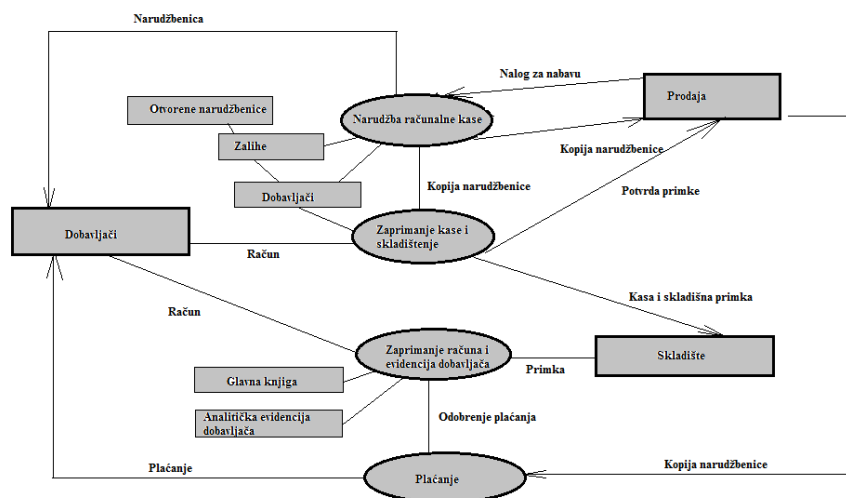 Narudžbenica
Nalog za nabavu
Prodaja
Otvorene narudžbenice
Narudžba računalne kase
Zalihe
Kopija narudžbenice
Potvrda primke
Kopija narudžbenice
Dobavljači
Dobavljači
Zaprimanje kase i
skladištenje
Račun
Kasa i skladišna primka
Račun
Zaprimanje računa i
evidencija dobavljača
Primka
Skladište
Glavna knjiga
Analitička evidencija
dobavljača
Odobrenje plaćanja
Plaćanje
Plaćanje
Kopija narudžbenice